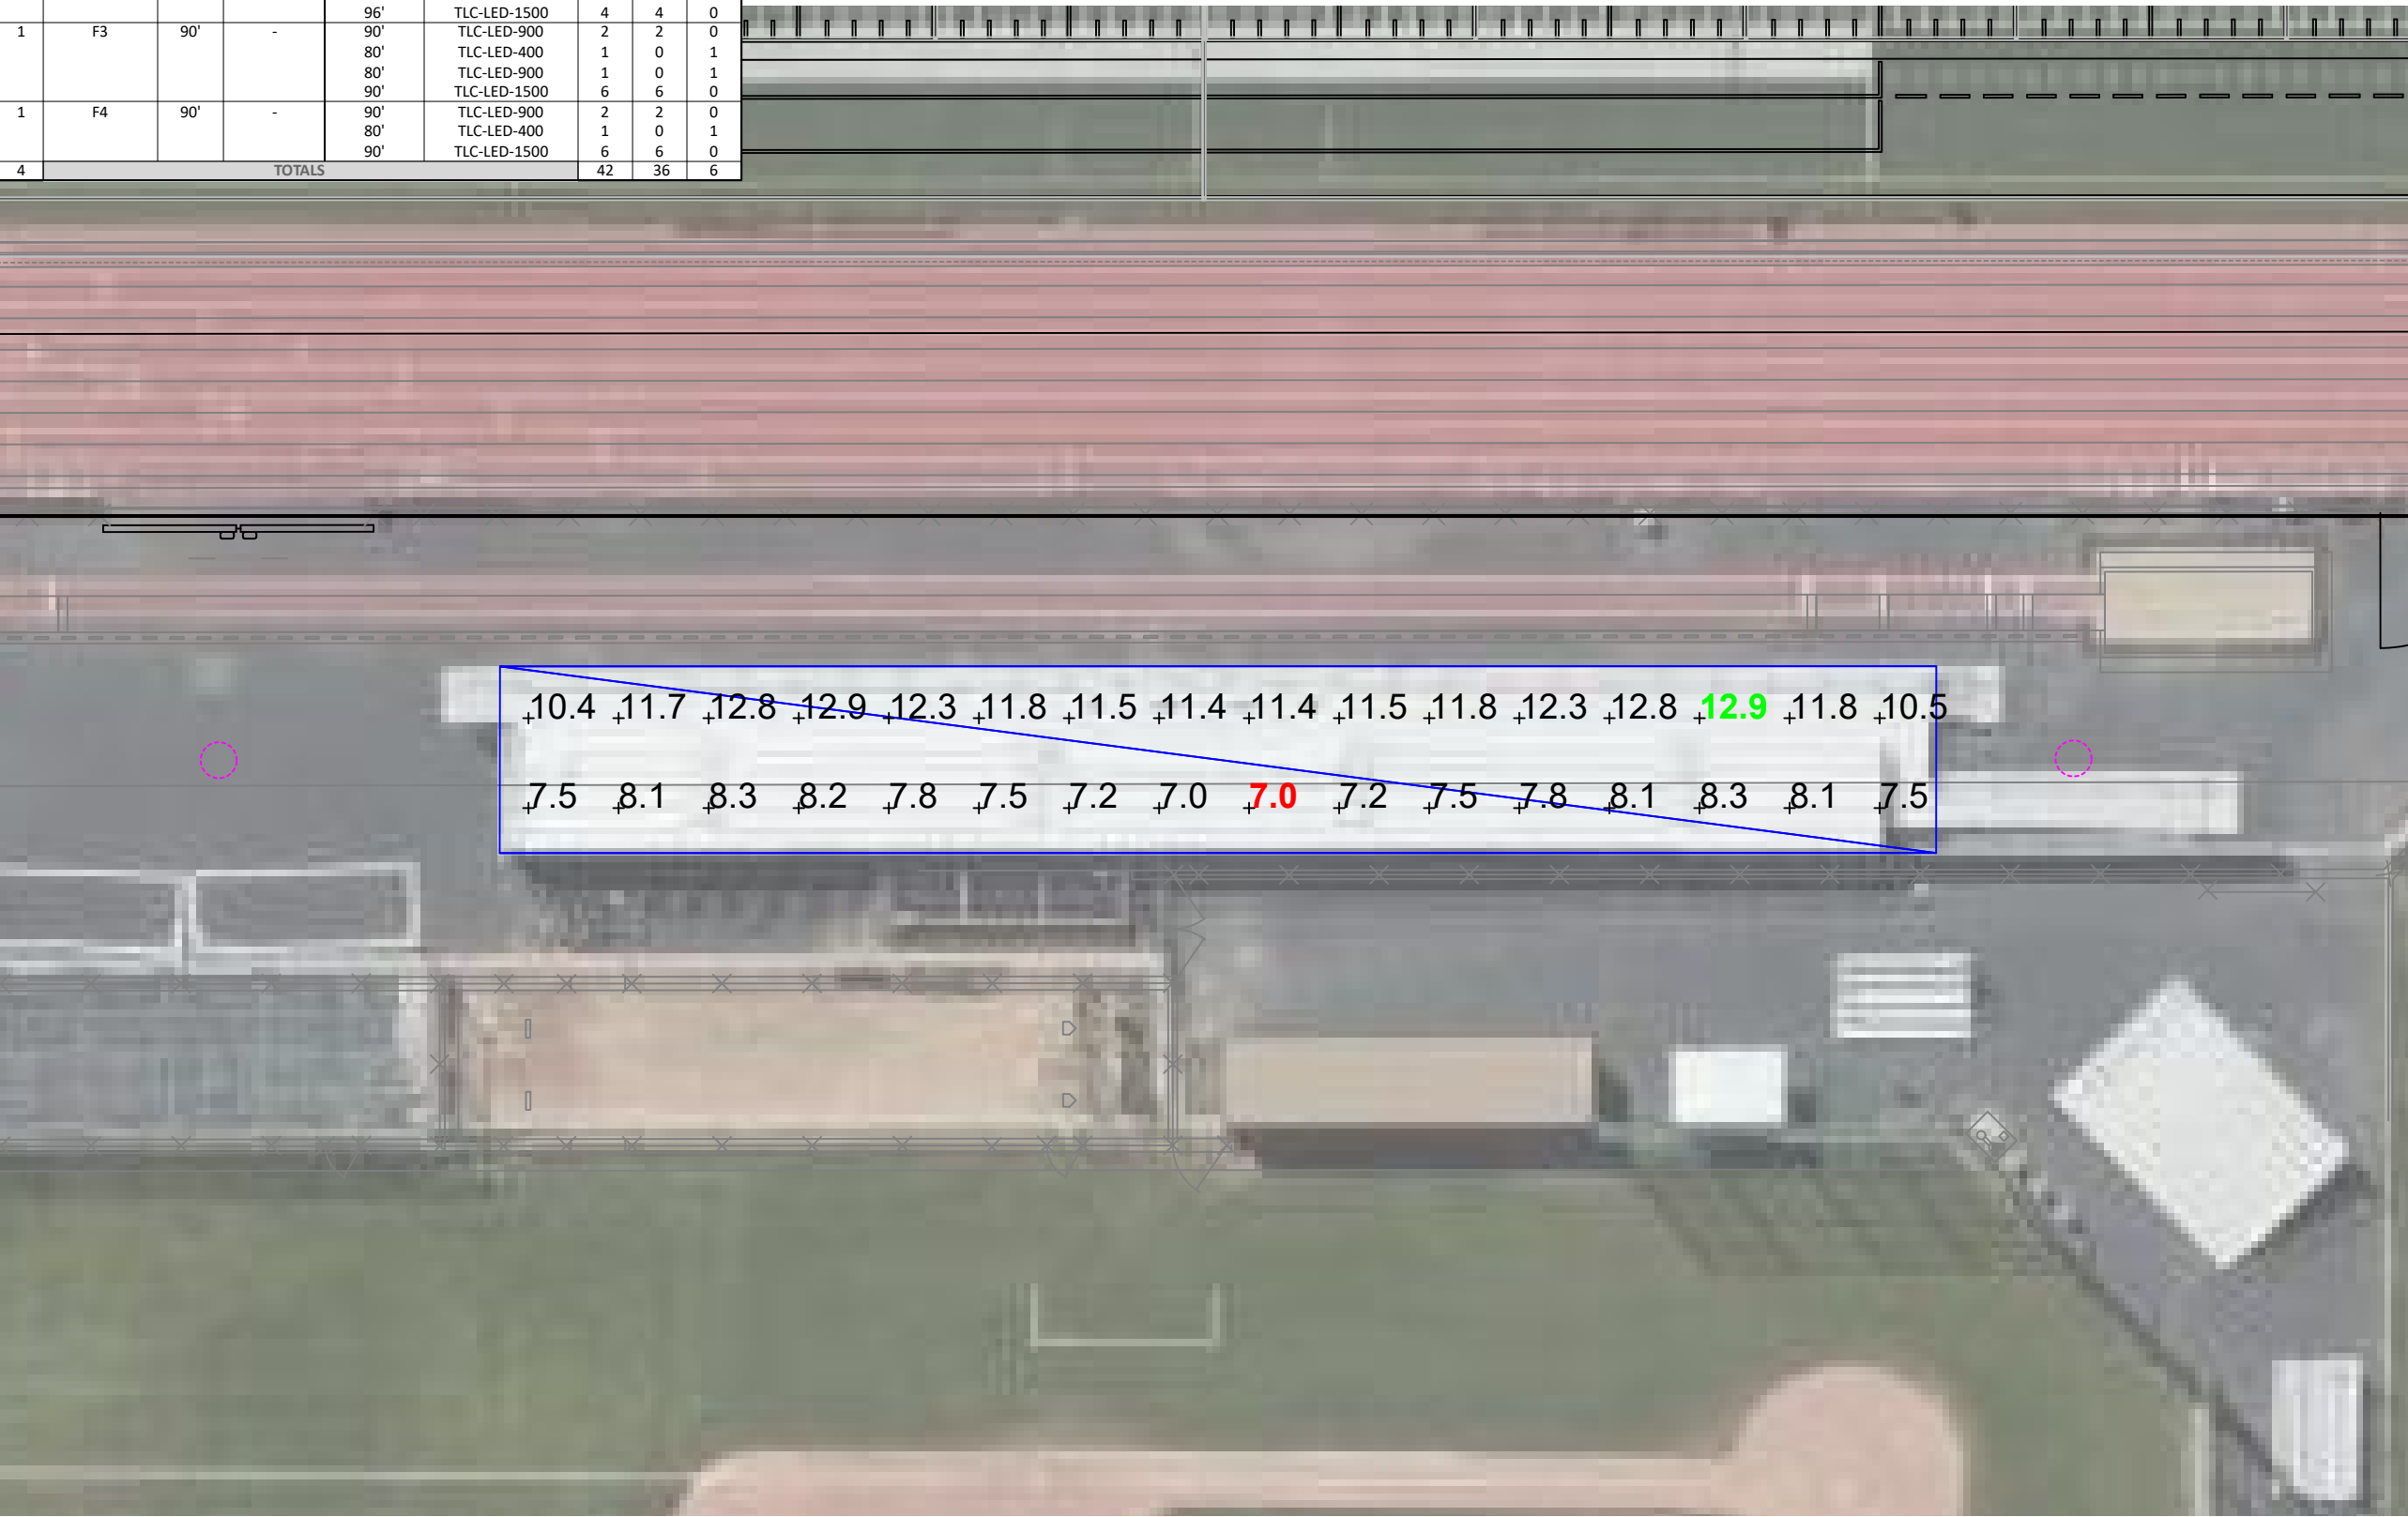 96' TLC-LED-1500 4 4 0
1 F3 90' - 90' TLC-LED-900 2 2 0
80' TLC-LED-400 1 0 1
80' TLC-LED-900 1 0 1
90' TLC-LED-1500 6 6 0
1 F4 90' - 90' TLC-LED-900 2 2 0
80' TLC-LED-400 1 0 1
90' TLC-LED-1500 6 6 0
4 TOTALS 42 36 6
10.4 11.7 12.8 12.9 12.3 11.8 11.5 11.4 11.4 11.5 11.8 12.3 12.8 12.9 11.8 10.5
7.5 8.1 8.3 8.2 7.8 7.5 7.2 7.0 7.0 7.2 7.5 7.8 8.1 8.3 8.1 7.5